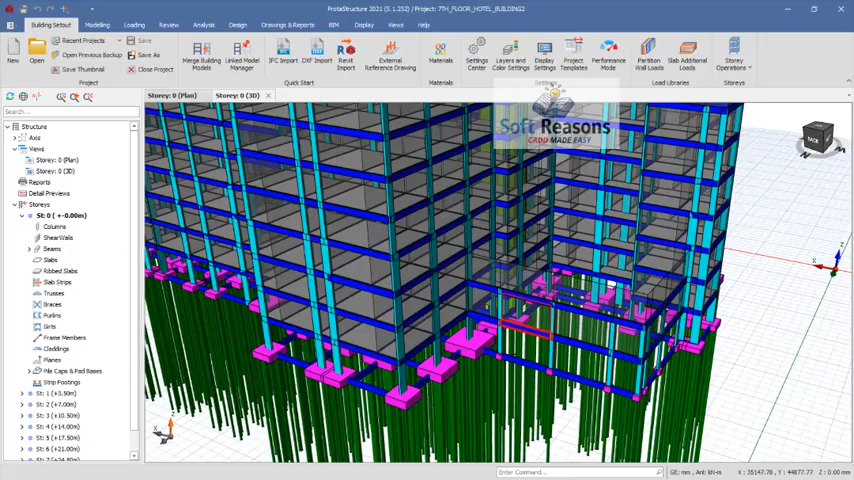 ProtaStructure 2021 (5.1.252) / Project: 7TH_FLOOR_HOTEL_BUILDING2
Building Setout Modelling Loading Review Analysis Design Drawings & Reports BIM Display Views Help
New Open Recent Projects Open Previous Backup Save Thumbnail Save Save As Close Project
Merge Building Models Linked Model Manager IFC Import DXF Import Revit Import External Reference Drawing
Materials Settings Center Layers and Color Settings Display Settings Project Templates Performance Mode
Partition Wall Loads Slab Additional Loads Storey Operations
Project Quick Start Materials Load Libraries Storeys
Storey: 0 (Plan) Storey: 0 (3D)
Soft Reasons
CADD MADE EASY
Search...
Structure
Axis
Views
Storey: 0 (Plan)
Storey: 0 (3D)
Reports
Detail Previews
Storeys
St: 0 ( +-0.00m)
Columns
ShearWalls
Beams
Slabs
Ribbed Slabs
Slab Strips
Trusses
Braces
Purlins
Girts
Frame Members
Claddings
Planes
Pile Caps & Pad Bases
Strip Footings
St: 1 (+3.50m)
St: 2 (+7.00m)
St: 3 (+10.50m)
St: 4 (+14.00m)
St: 5 (+17.50m)
St: 6 (+21.00m)
St: 7 (+24.50m)
BACK
X
Z
Z
X
Enter Command...
X : 35147.76 Y : 44877.77 Z : 0.00 mm